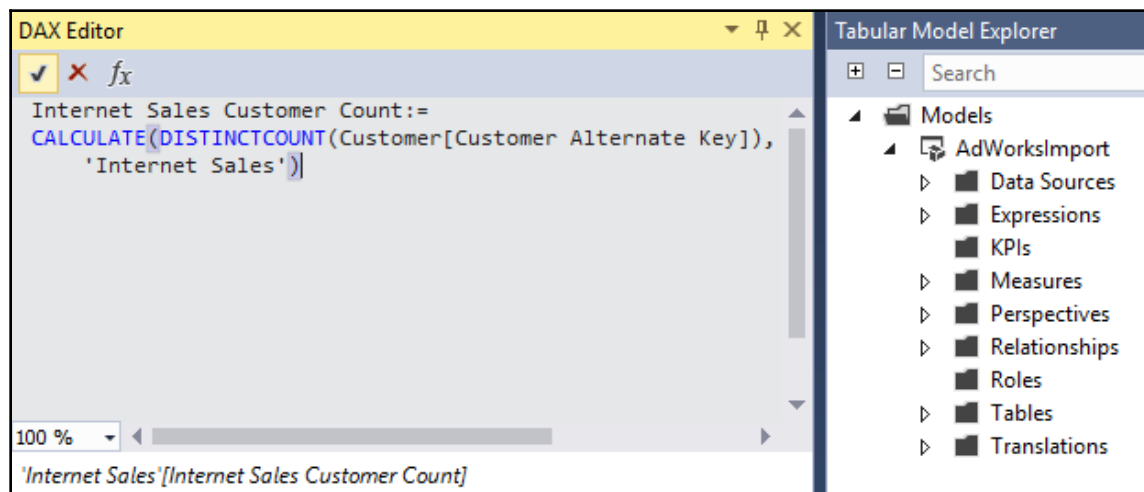 DAX Editor
fx
Internet Sales Customer Count:=
CALCULATE(DISTINCTCOUNT(Customer[Customer Alternate Key]),
'Internet Sales')
100 %
'Internet Sales'[Internet Sales Customer Count]
Tabular Model Explorer
Search
Models
AdWorksImport
Data Sources
Expressions
KPIs
Measures
Perspectives
Relationships
Roles
Tables
Translations